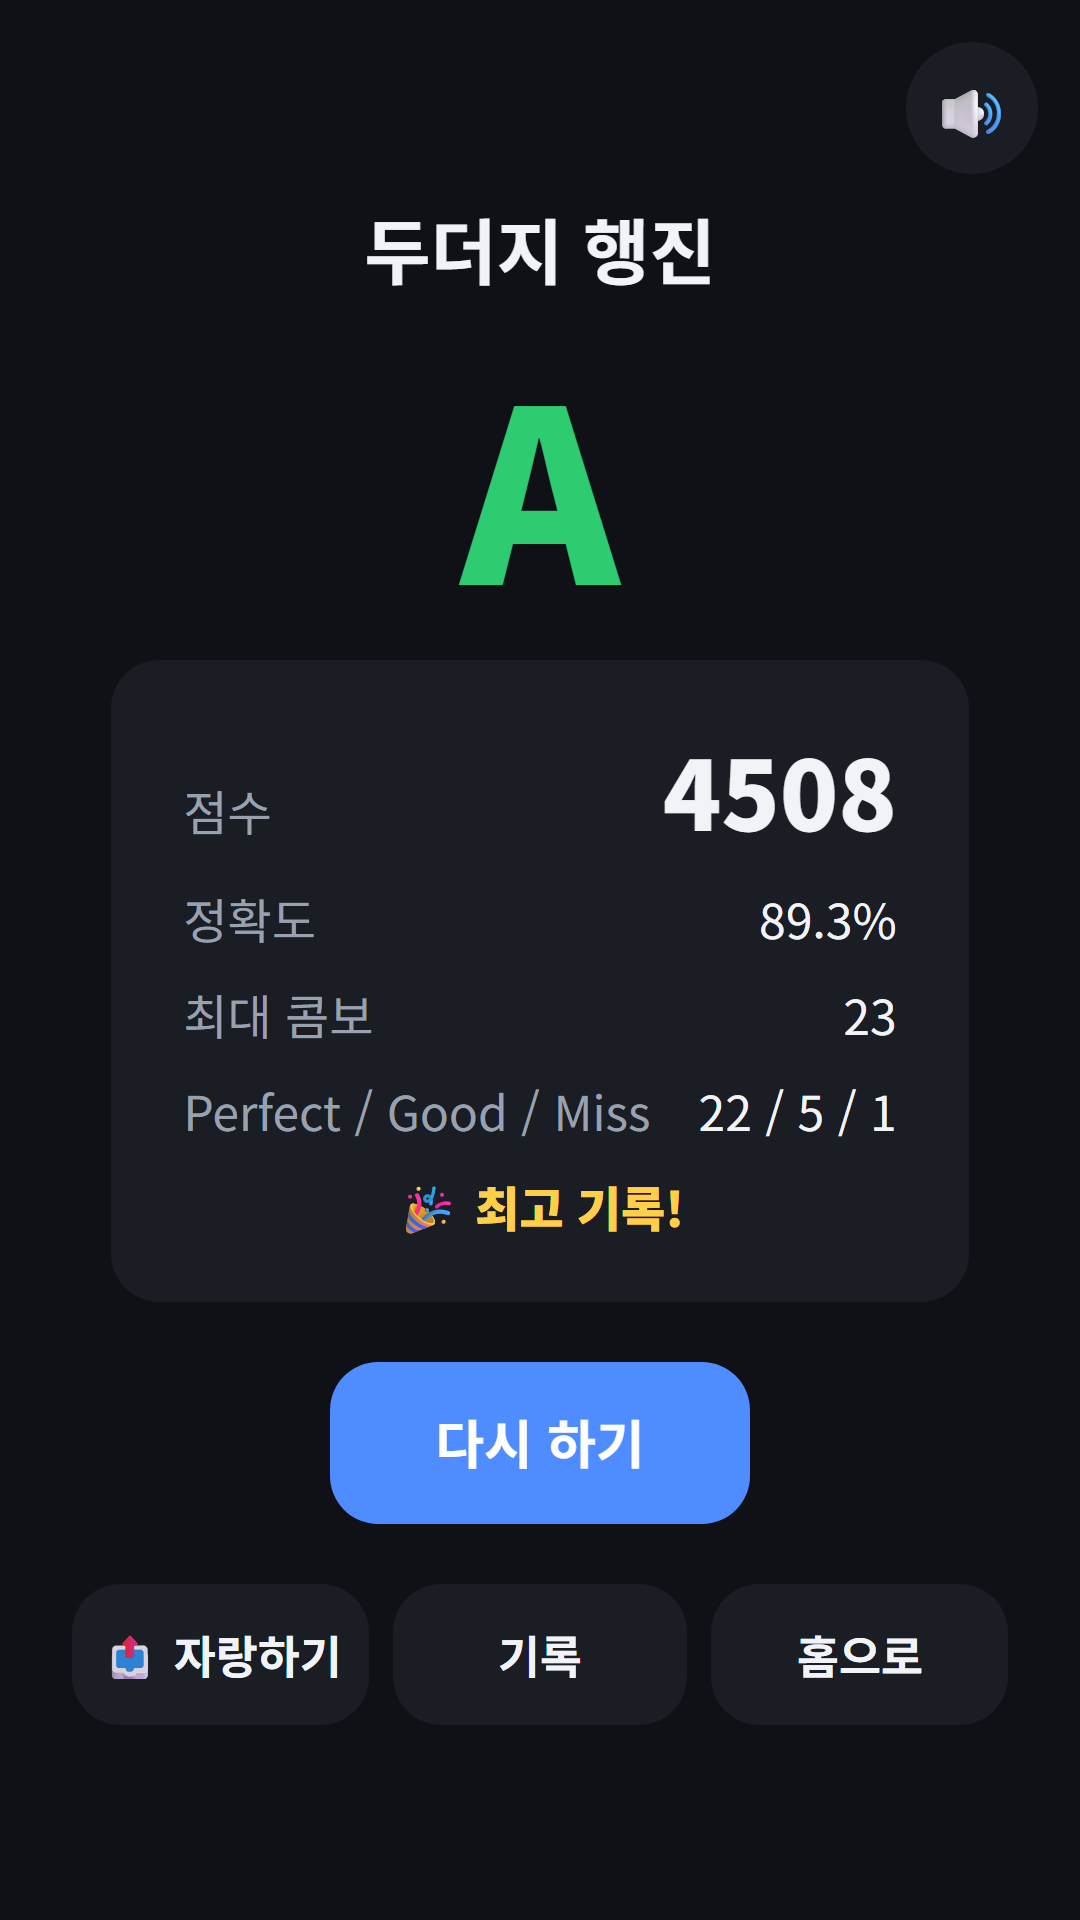 두더지 행진
A
점수 4508
정확도 89.3%
최대 콤보 23
Perfect / Good / Miss 22 / 5 / 1
🎉 최고 기록!
다시 하기
📤 자랑하기 기록 홈으로